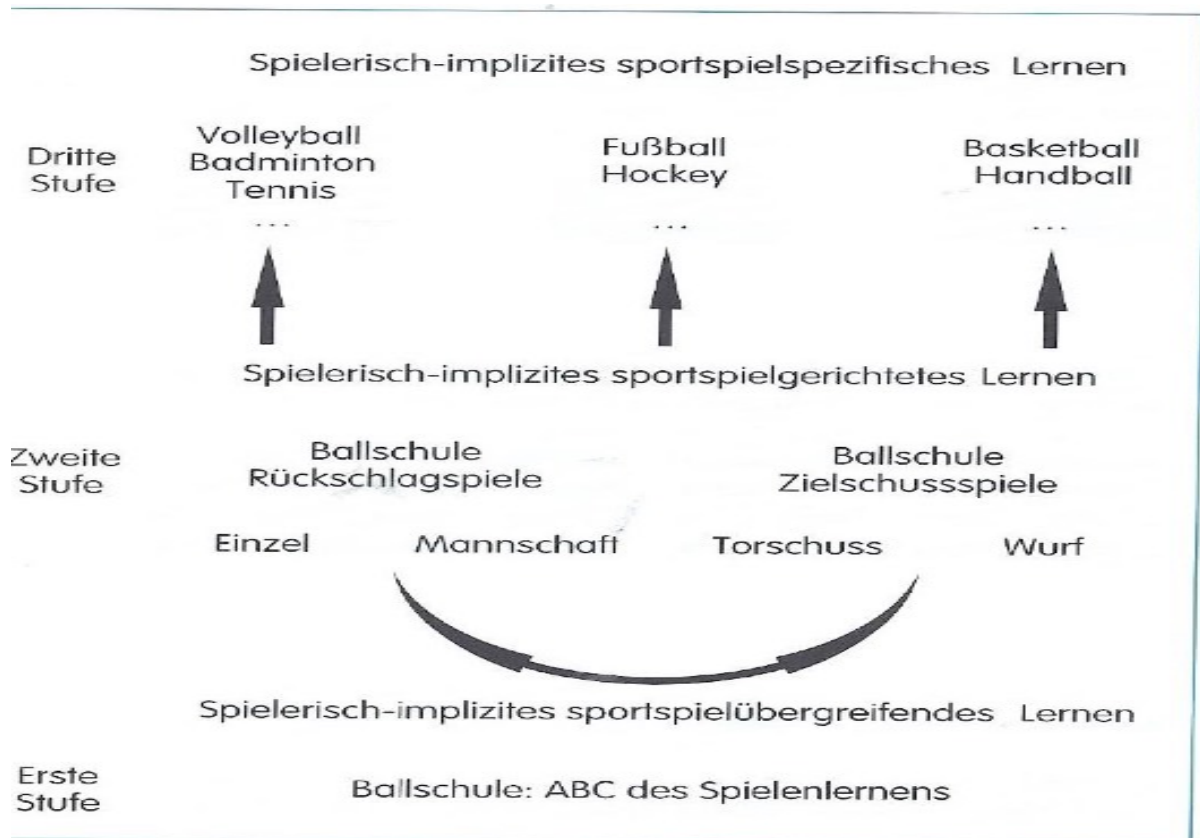 Spielerisch-implizites sportspielspezifisches Lernen
Dritte
Stufe
Volleyball
Badminton
Tennis
...
Fußball
Hockey
...
Basketball
Handball
...
Spielerisch-implizites sportspielgerichtetes Lernen
Zweite
Stufe
Ballschule
Rückschlagspiele
Ballschule
Zielschussspiele
Einzel Mannschaft Torschuss Wurf
Spielerisch-implizites sportspielübergreifendes Lernen
Erste
Stufe
Ballschule: ABC des Spielenlernens